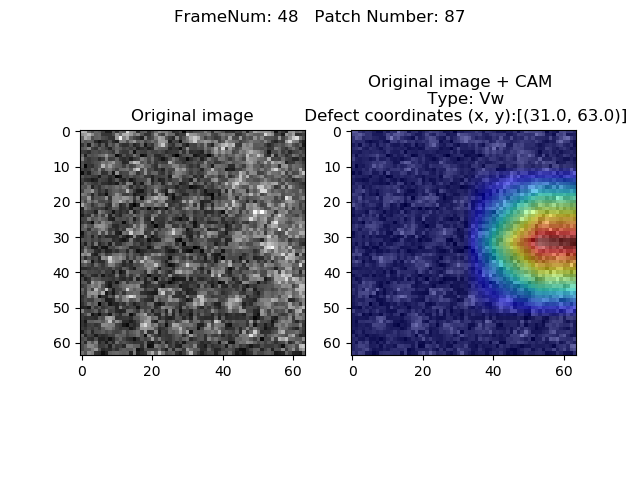 FrameNum: 48   Patch Number: 87
Original image
Original image + CAM
Type: Vw
Defect coordinates (x, y):[(31.0, 63.0)]
0
10
20
30
40
50
60
0 20 40 60
0
10
20
30
40
50
60
0 20 40 60